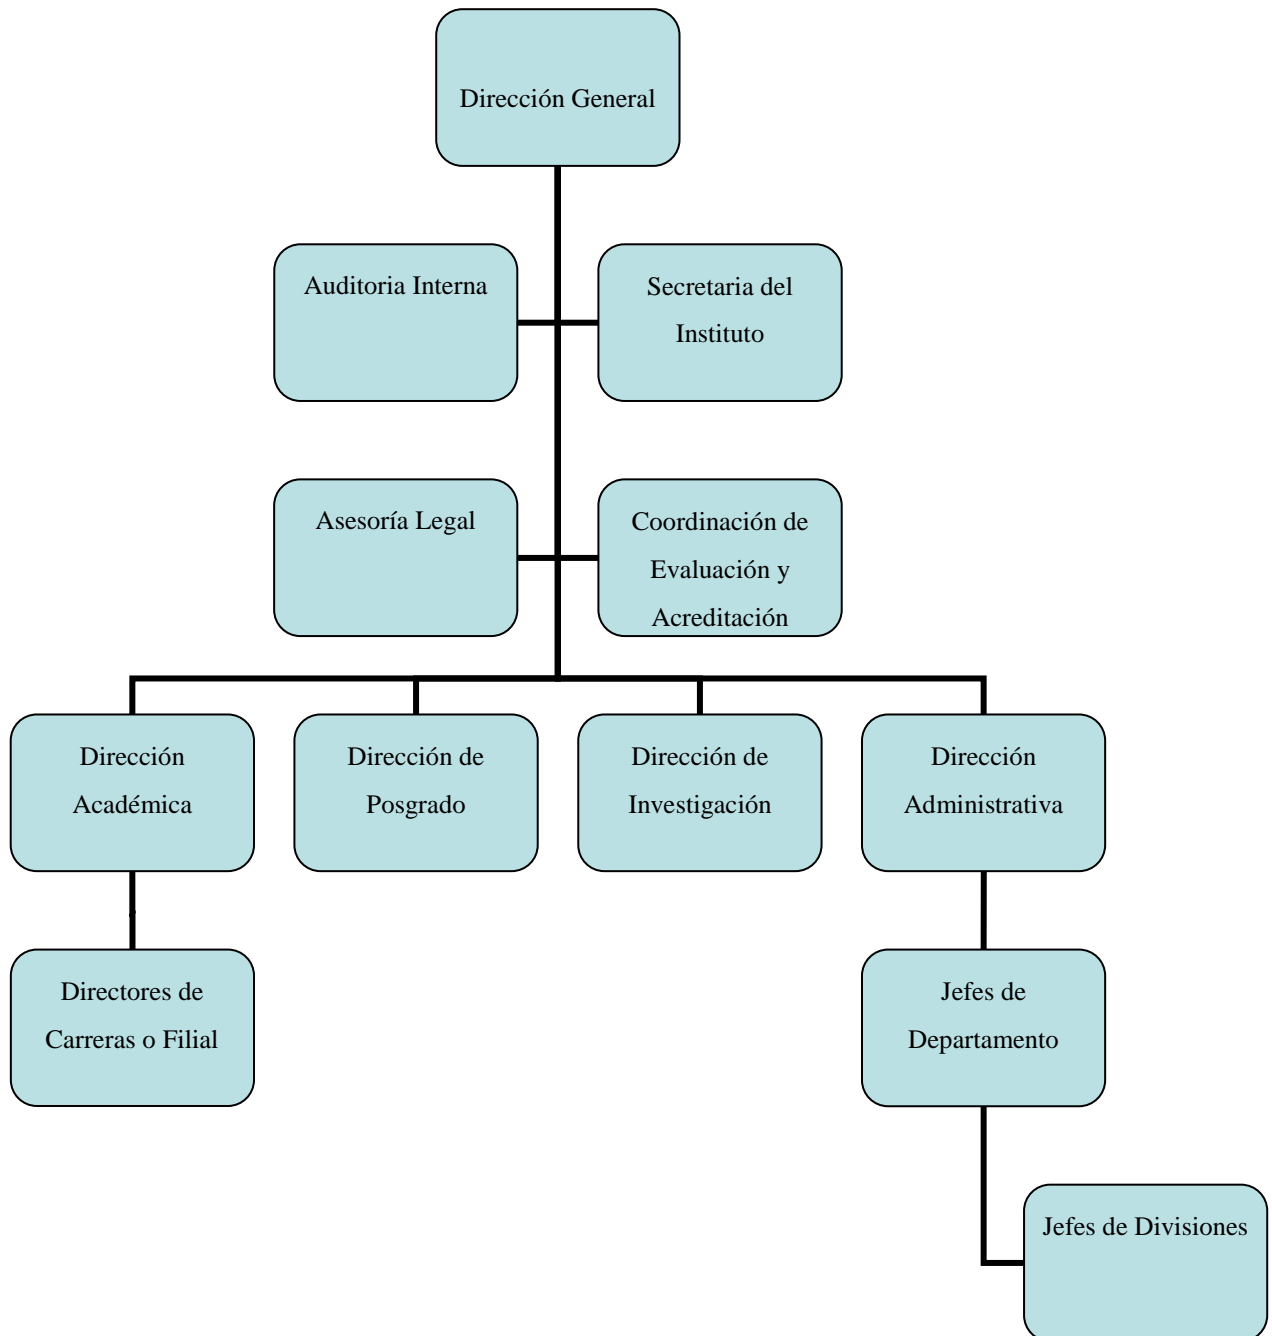 Dirección General
Auditoria Interna
Secretaria del
Instituto
Asesoría Legal
Coordinación de
Evaluación y
Acreditación
Dirección
Académica
Dirección de
Posgrado
Dirección de
Investigación
Dirección
Administrativa
Directores de
Carreras o Filial
Jefes de
Departamento
Jefes de Divisiones